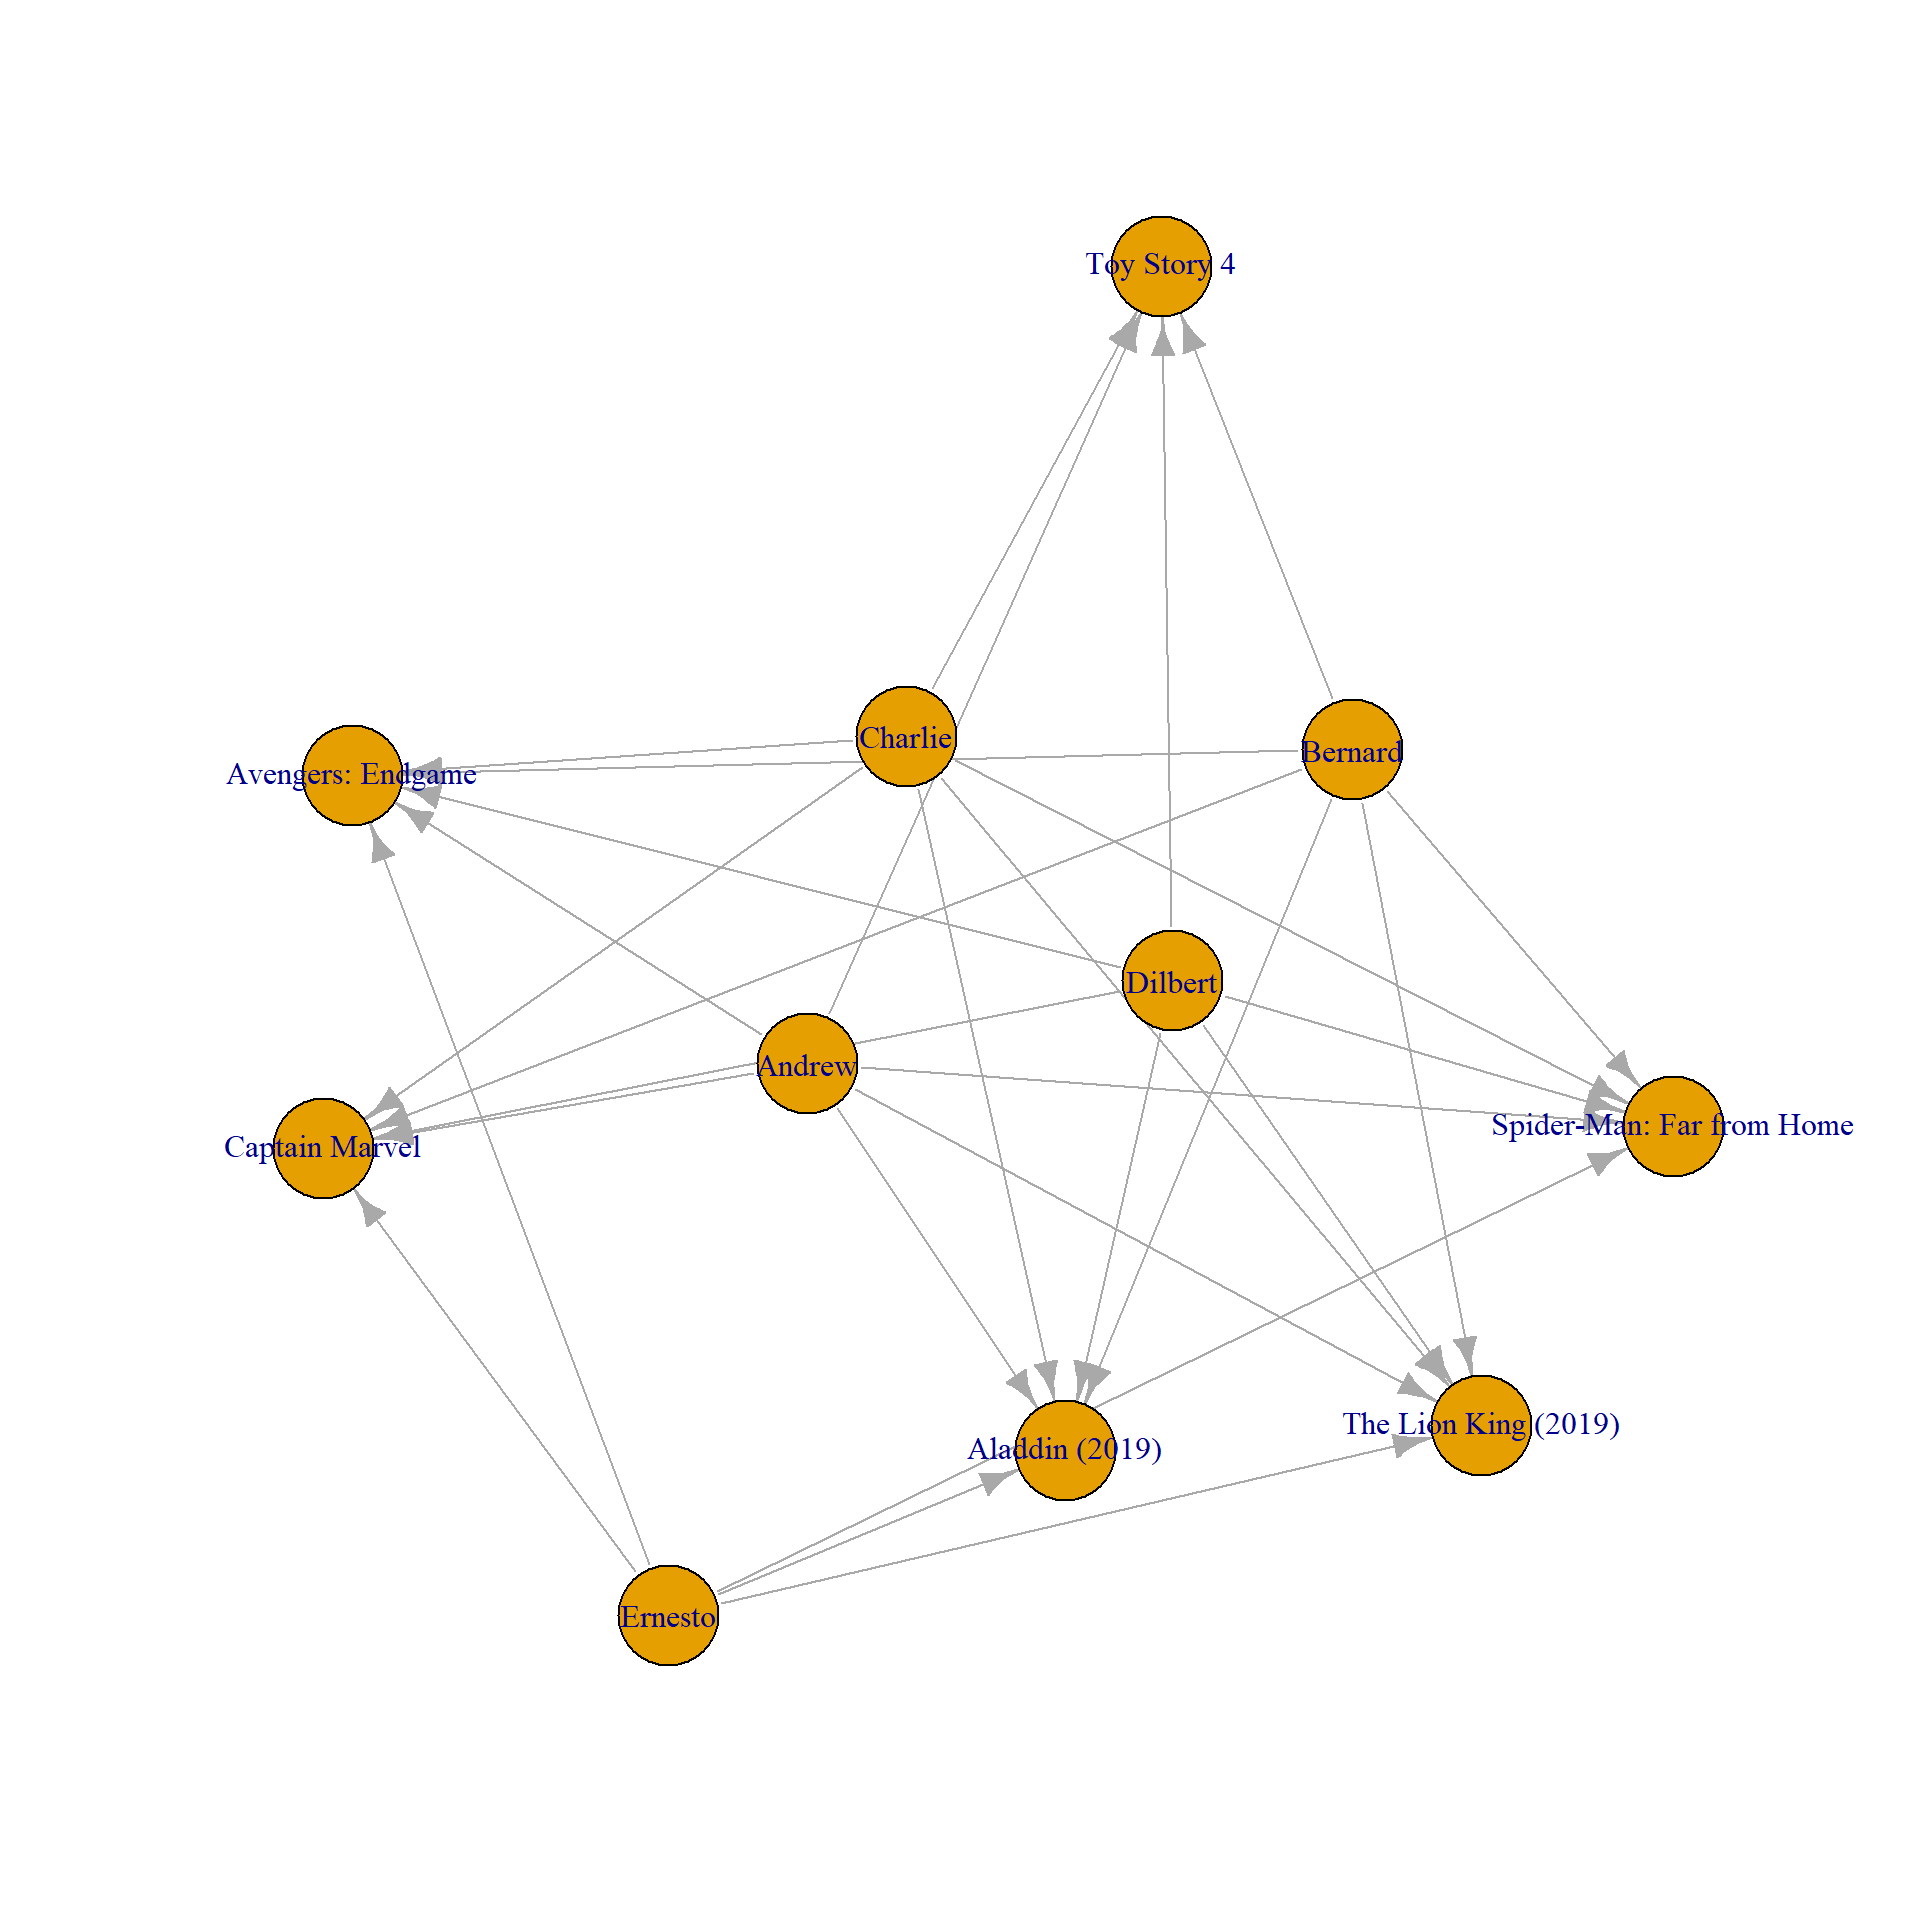 Toy Story 4
Charlie
Bernard
Avengers: Endgame
Dilbert
Andrew
Spider-Man: Far from Home
Captain Marvel
The Lion King (2019)
Aladdin (2019)
Ernesto